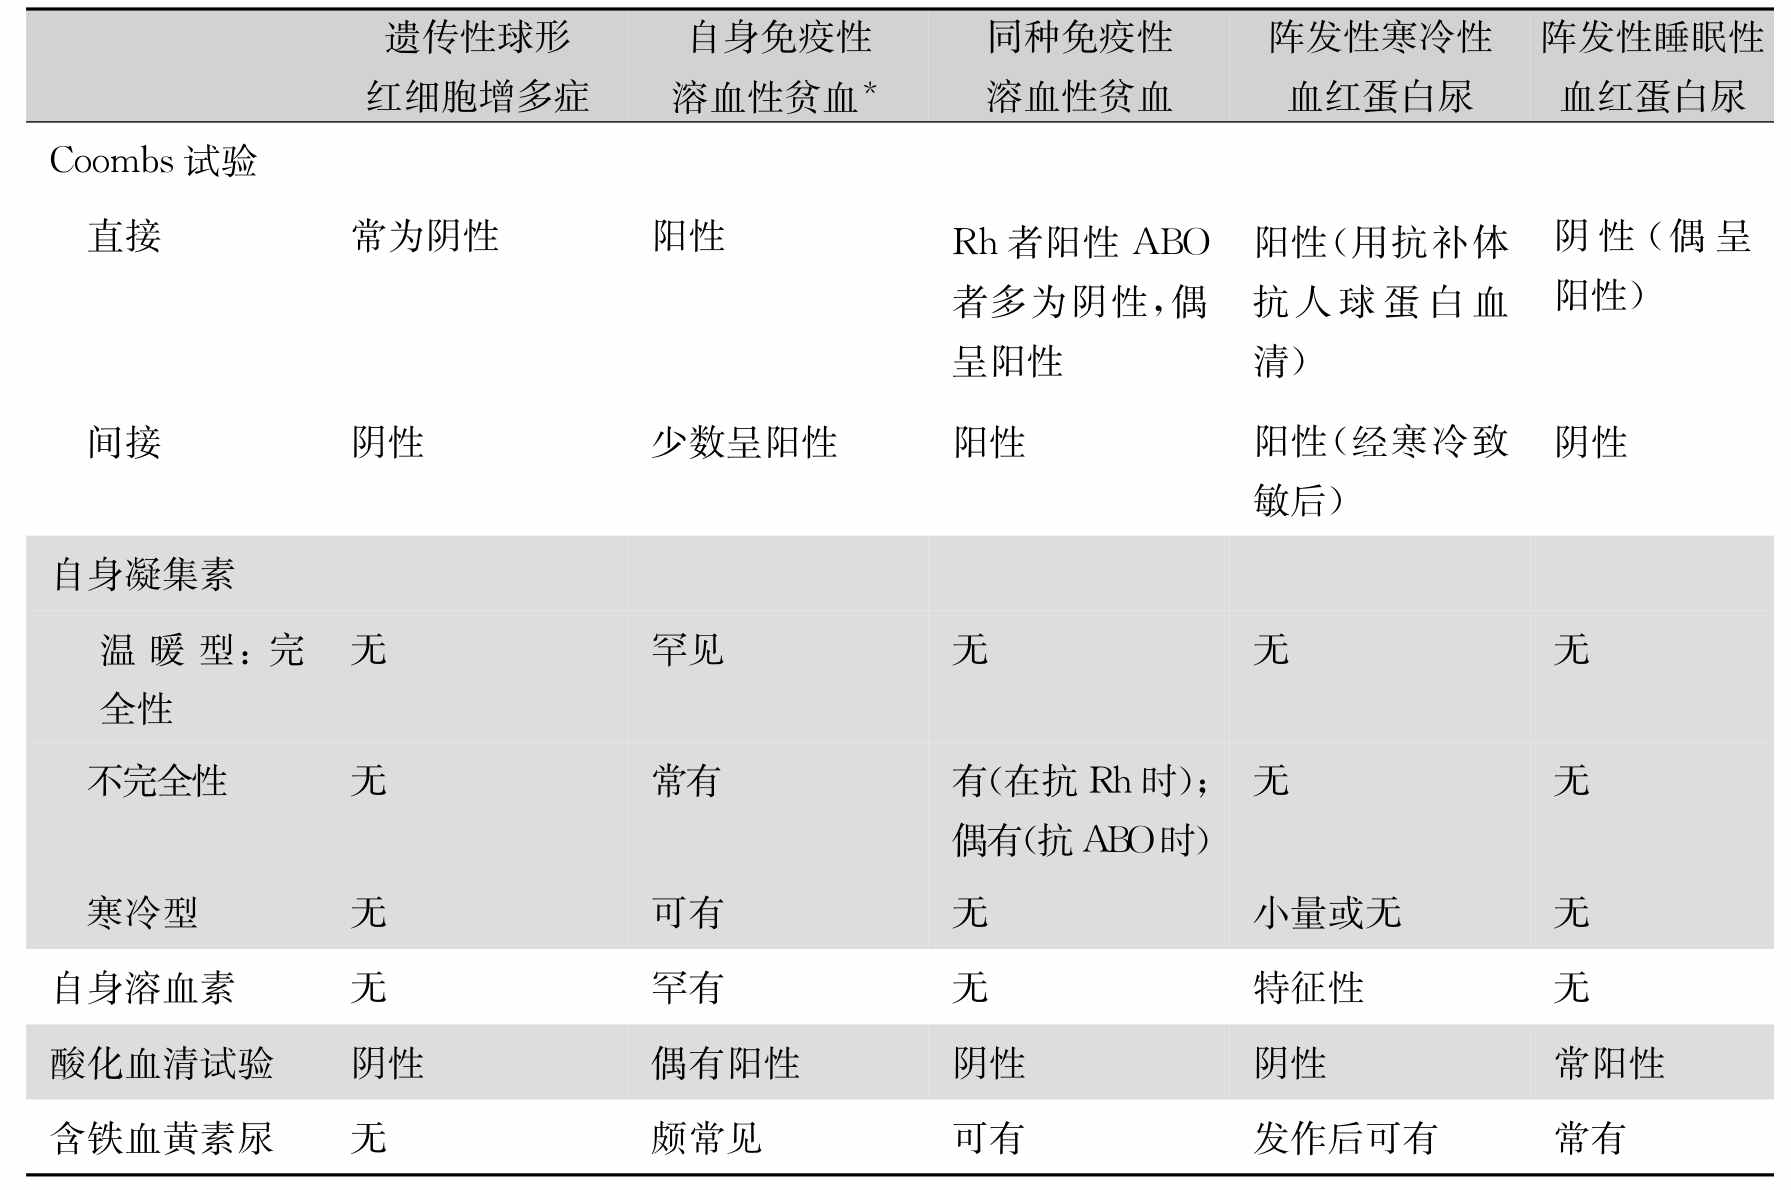 遗传性球形 自身免疫性 同种免疫性 阵发性寒冷性 阵发性睡眠性
红细胞增多症 溶血性贫血* 溶血性贫血 血红蛋白尿 血红蛋白尿
Coombs 试验
直接 常为阴性 阳性 Rh 者阳性 ABO 阳性(用抗补体 阴性(偶呈
者多为阴性,偶 抗人球蛋白血 阳性)
呈阳性 清)
间接 阴性 少数呈阳性 阳性 阳性(经寒冷致 阴性
敏后)
自身凝集素
温暖型:完 无 罕见 无 无 无
全性
不完全性 无 常有 有(在抗 Rh 时); 无 无
偶有(抗 ABO 时)
寒冷型 无 可有 无 小量或无 无
自身溶血素 无 罕有 无 特征性 无
酸化血清试验 阴性 偶有阳性 阴性 阴性 常阳性
含铁血黄素尿 无 颇常见 可有 发作后可有 常有